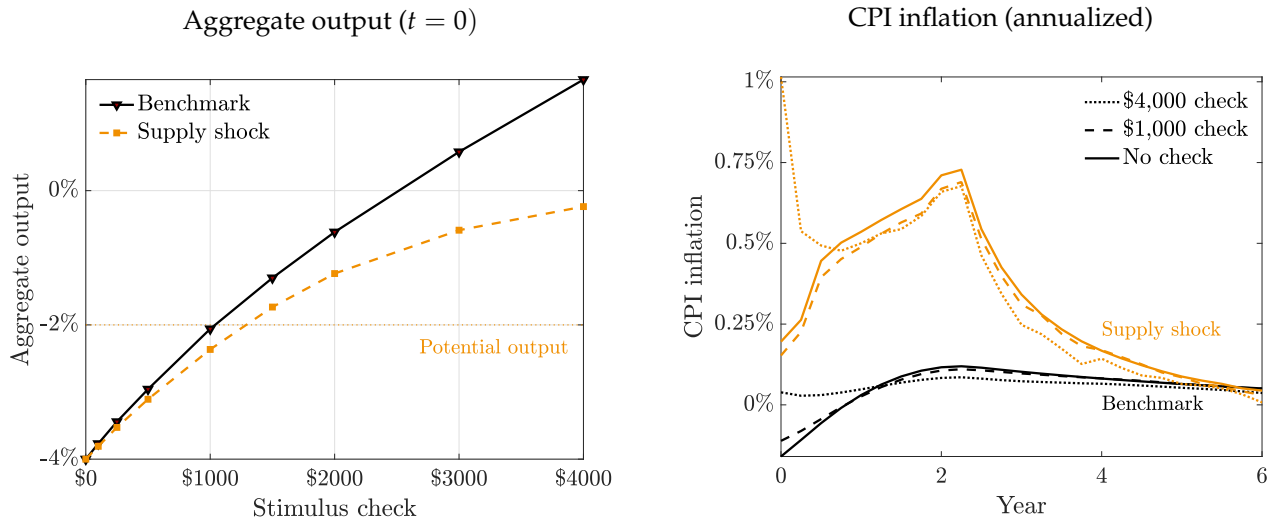 Aggregate output (t = 0)
Benchmark
Supply shock
Potential output
0%
-2%
-4%
$0
$1000
$2000
$3000
$4000
Aggregate output
Stimulus check
CPI inflation (annualized)
$4,000 check
$1,000 check
No check
Supply shock
Benchmark
1%
0.75%
0.5%
0.25%
0%
0
2
4
6
CPI inflation
Year